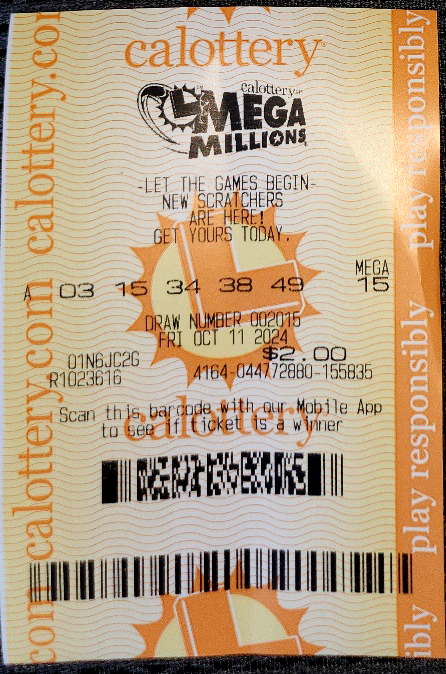 calottery
calottery
MEGA
MILLIONS
-LET THE GAMES BEGIN-
NEW SCRATCHERS
ARE HERE!
GET YOURS TODAY.
MEGA
A 03 15 34 38 49 15
DRAW NUMBER 002015
FRI OCT 11 2024
$2.00
01N6JC2G
R1023616 4164-044772880-155835
Scan this barcode with our Mobile App
to see if ticket is a winner
calottery
com calottery.com calottery.com
play responsibly play responsibly